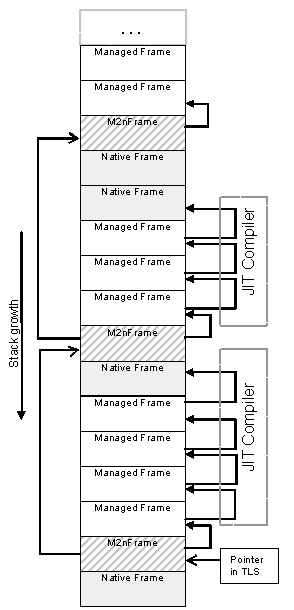 ...
Managed Frame
Managed Frame
M2nFrame
Native Frame
Native Frame
Managed Frame
Managed Frame
Managed Frame
JIT Compiler
M2nFrame
Stack growth
Native Frame
Managed Frame
Managed Frame
Managed Frame
Managed Frame
JIT Compiler
M2nFrame
Pointer
in TLS
Native Frame